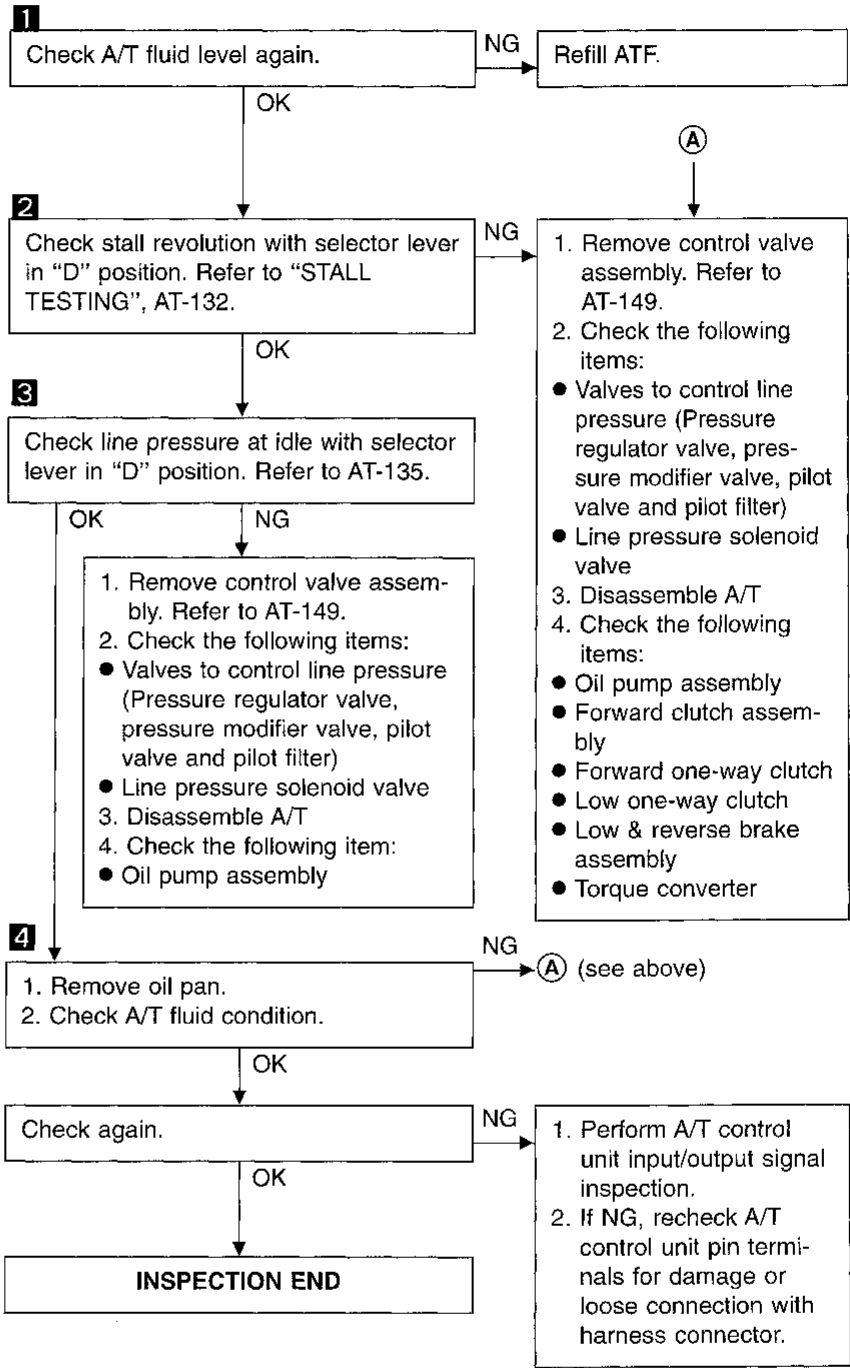 1
Check A/T fluid level again.
NG
Refill ATF.
OK
A
2
Check stall revolution with selector lever
in “D” position. Refer to “STALL
TESTING”, AT-132.
NG
1. Remove control valve
assembly. Refer to
AT-149.
2. Check the following
items:
● Valves to control line
pressure (Pressure
regulator valve, pres-
sure modifier valve, pilot
valve and pilot filter)
● Line pressure solenoid
valve
3. Disassemble A/T
4. Check the following
items:
● Oil pump assembly
● Forward clutch assem-
bly
● Forward one-way clutch
● Low one-way clutch
● Low & reverse brake
assembly
● Torque converter
OK
3
Check line pressure at idle with selector
lever in “D” position. Refer to AT-135.
OK
NG
1. Remove control valve assem-
bly. Refer to AT-149.
2. Check the following items:
● Valves to control line pressure
(Pressure regulator valve,
pressure modifier valve, pilot
valve and pilot filter)
● Line pressure solenoid valve
3. Disassemble A/T
4. Check the following item:
● Oil pump assembly
4
1. Remove oil pan.
2. Check A/T fluid condition.
NG
A (see above)
OK
Check again.
NG
1. Perform A/T control
unit input/output signal
inspection.
2. If NG, recheck A/T
control unit pin termi-
nals for damage or
loose connection with
harness connector.
OK
INSPECTION END